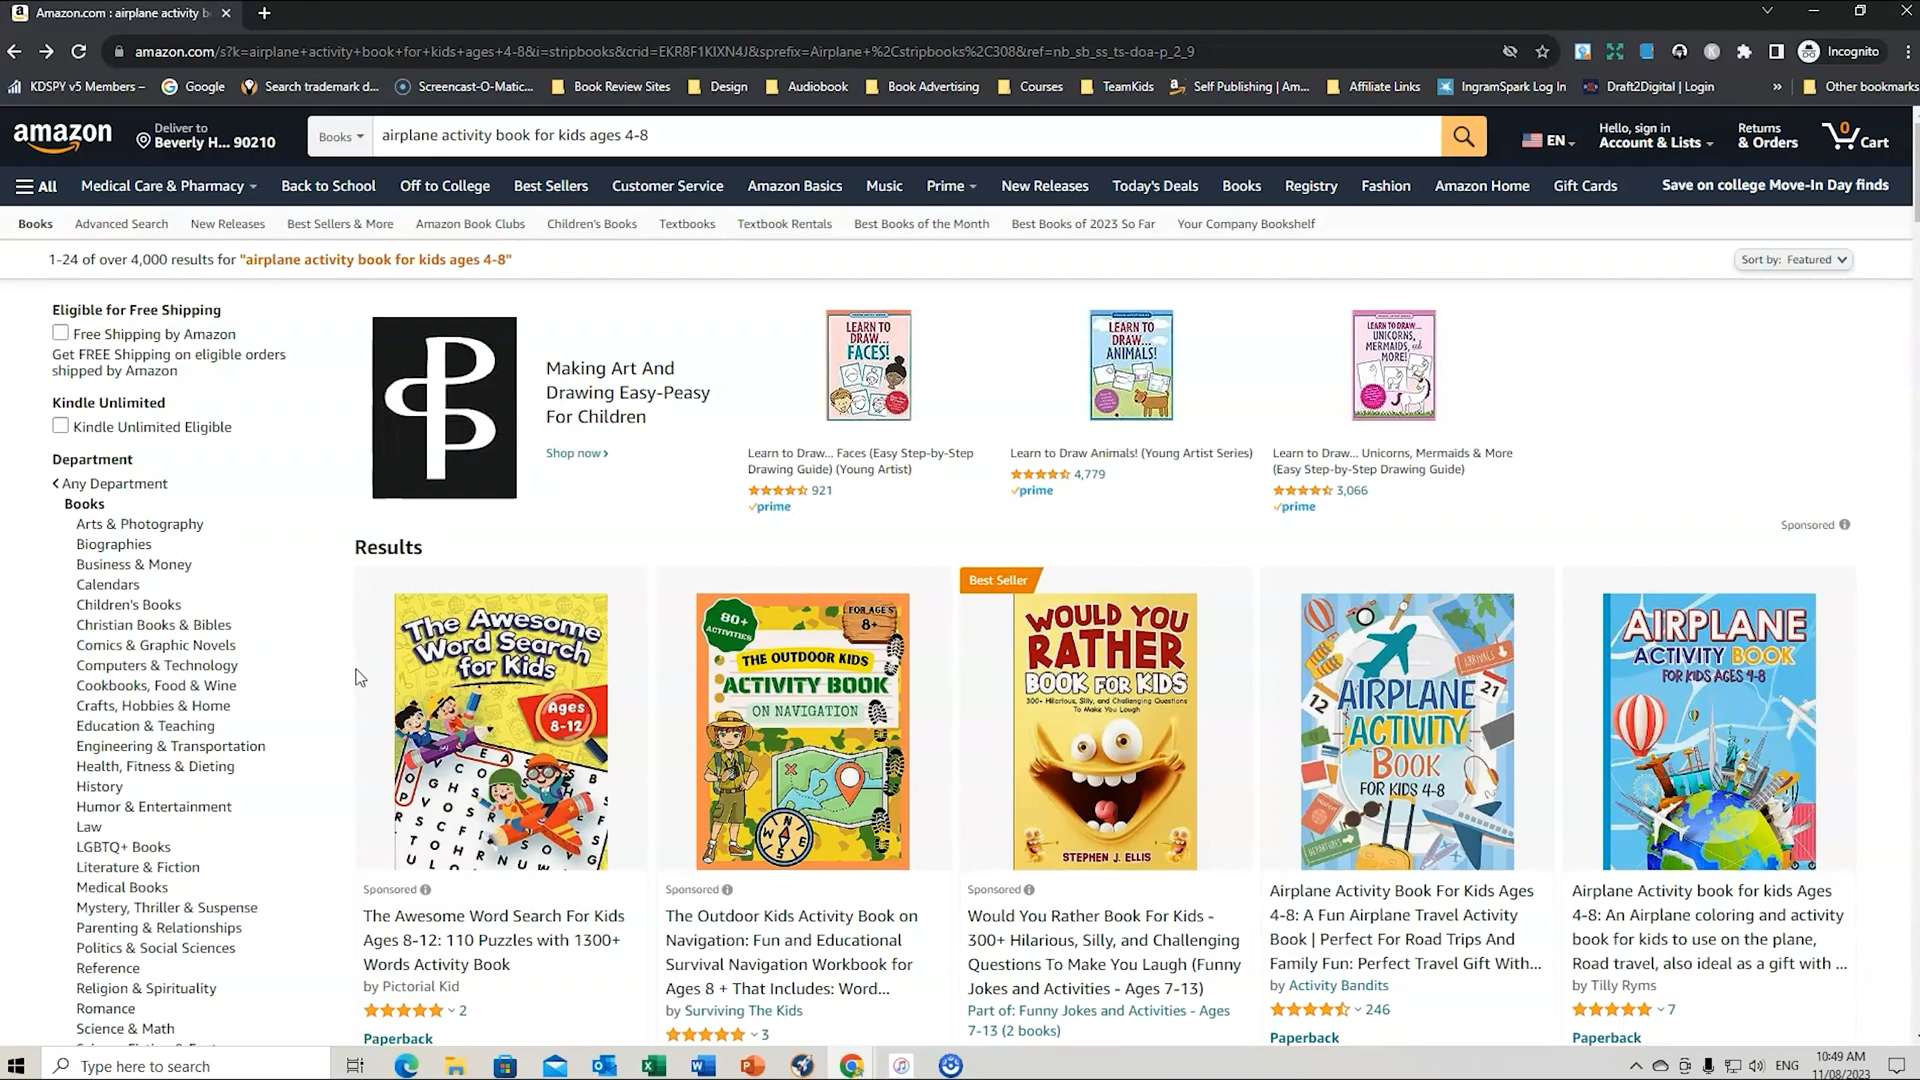 Amazon.com : airplane activity b
amazon.com/s?k=airplane+activity+book+for+kids+ages+4-8&i=stripbooks&crid=EKR8F1KIXN4J&sprefix=Airplane+%2Cstripbooks%2C308&ref=nb_sb_ss_ts-doa-p_2_9
Incognito
KDSPY v5 Members –
Google
Search trademark d...
Screencast-O-Matic...
Book Review Sites
Design
Audiobook
Book Advertising
Courses
TeamKids
Self Publishing | Am...
Affiliate Links
IngramSpark Log In
Draft2Digital | Login
»
Other bookmarks
amazon
Deliver to
Beverly H... 90210
Books
airplane activity book for kids ages 4-8
EN
Hello, sign in
Account & Lists
Returns
& Orders
0
Cart
All
Medical Care & Pharmacy
Back to School
Off to College
Best Sellers
Customer Service
Amazon Basics
Music
Prime
New Releases
Today's Deals
Books
Registry
Fashion
Amazon Home
Gift Cards
Save on college Move-In Day finds
Books
Advanced Search
New Releases
Best Sellers & More
Amazon Book Clubs
Children's Books
Textbooks
Textbook Rentals
Best Books of the Month
Best Books of 2023 So Far
Your Company Bookshelf
1-24 of over 4,000 results for "airplane activity book for kids ages 4-8"
Sort by: Featured
Eligible for Free Shipping
Free Shipping by Amazon
Get FREE Shipping on eligible orders
shipped by Amazon
Kindle Unlimited
Kindle Unlimited Eligible
Department
Any Department
Books
Arts & Photography
Biographies
Business & Money
Calendars
Children's Books
Christian Books & Bibles
Comics & Graphic Novels
Computers & Technology
Cookbooks, Food & Wine
Crafts, Hobbies & Home
Education & Teaching
Engineering & Transportation
Health, Fitness & Dieting
History
Humor & Entertainment
Law
LGBTQ+ Books
Literature & Fiction
Medical Books
Mystery, Thriller & Suspense
Parenting & Relationships
Politics & Social Sciences
Reference
Religion & Spirituality
Romance
Science & Math
Making Art And
Drawing Easy-Peasy
For Children
Shop now
LEARN TO
DRAW...
FACES!
Learn to Draw... Faces (Easy Step-by-Step
Drawing Guide) (Young Artist)
921
prime
LEARN TO
DRAW...
ANIMALS!
Learn to Draw Animals! (Young Artist Series)
4,779
prime
LEARN TO DRAW...
UNICORNS,
MERMAIDS, and
MORE!
Learn to Draw... Unicorns, Mermaids & More
(Easy Step-by-Step Drawing Guide)
3,066
prime
Sponsored
Results
The Awesome
Word Search
for Kids
Ages
8-12
Sponsored
The Awesome Word Search For Kids
Ages 8-12: 110 Puzzles with 1300+
Words Activity Book
by Pictorial Kid
2
Paperback
80+
ACTIVITIES
FOR AGE'S
8+
THE OUTDOOR KIDS
ACTIVITY BOOK
ON NAVIGATION
Sponsored
The Outdoor Kids Activity Book on
Navigation: Fun and Educational
Survival Navigation Workbook for
Ages 8 + That Includes: Word...
by Surviving The Kids
3
Best Seller
WOULD YOU
RATHER
BOOK FOR KIDS
300+ Hilarious, Silly, and Challenging Questions
To Make You Laugh
STEPHEN J. ELLIS
Sponsored
Would You Rather Book For Kids -
300+ Hilarious, Silly, and Challenging
Questions To Make You Laugh (Funny
Jokes and Activities - Ages 7-13)
Part of: Funny Jokes and Activities - Ages
7-13 (2 books)
ARRIVALS
12
21
AIRPLANE
ACTIVITY
BOOK
FOR KIDS 4-8
PASSPORT
DEPARTURES
Airplane Activity Book For Kids Ages
4-8: A Fun Airplane Travel Activity
Book | Perfect For Road Trips And
Family Fun: Perfect Travel Gift With...
by Activity Bandits
246
Paperback
AIRPLANE
ACTIVITY BOOK
FOR KIDS AGES 4-8
Airplane Activity book for kids Ages
4-8: An Airplane coloring and activity
book for kids to use on the plane,
Road travel, also ideal as a gift with ...
by Tilly Ryms
7
Paperback
Type here to search
ENG
10:49 AM
11/08/2023